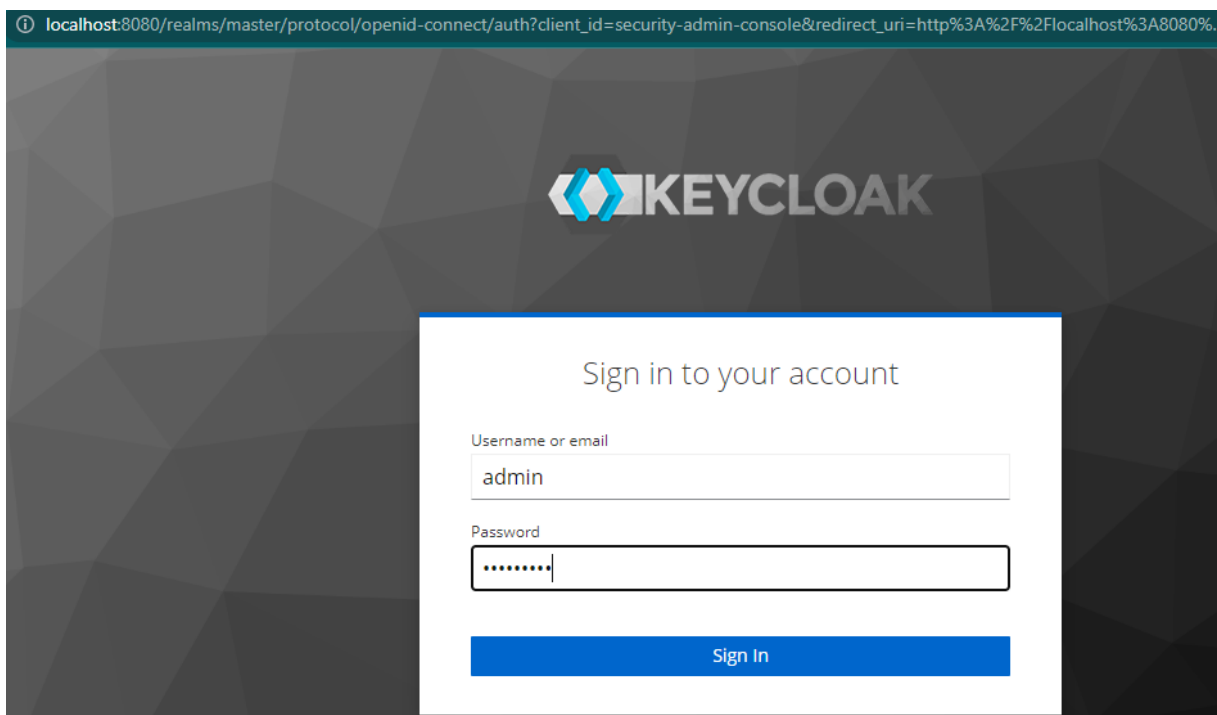 localhost:8080/realms/master/protocol/openid-connect/auth?client_id=security-admin-console&redirect_uri=http%3A%2F%2Flocalhost%3A8080%.
KEYCLOAK
Sign in to your account
Username or email
admin
Password
•••••••••
Sign In